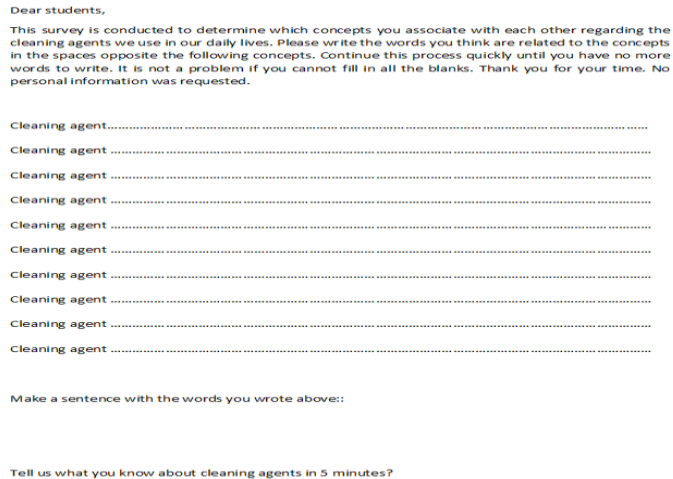 Dear students,
This survey is conducted to determine which concepts you associate with each other regarding the
cleaning agents we use in our daily lives. Please write the words you think are related to the concepts
in the spaces opposite the following concepts. Continue this process quickly until you have no more
words to write. It is not a problem if you cannot fill in all the blanks. Thank you for your time. No
personal information was requested.
Cleaning agent....................................................................................................................................................
Cleaning agent ....................................................................................................................................................
Cleaning agent ....................................................................................................................................................
Cleaning agent ....................................................................................................................................................
Cleaning agent ....................................................................................................................................................
Cleaning agent ....................................................................................................................................................
Cleaning agent ....................................................................................................................................................
Cleaning agent ....................................................................................................................................................
Cleaning agent ....................................................................................................................................................
Cleaning agent ....................................................................................................................................................
Make a sentence with the words you wrote above::
Tell us what you know about cleaning agents in 5 minutes?